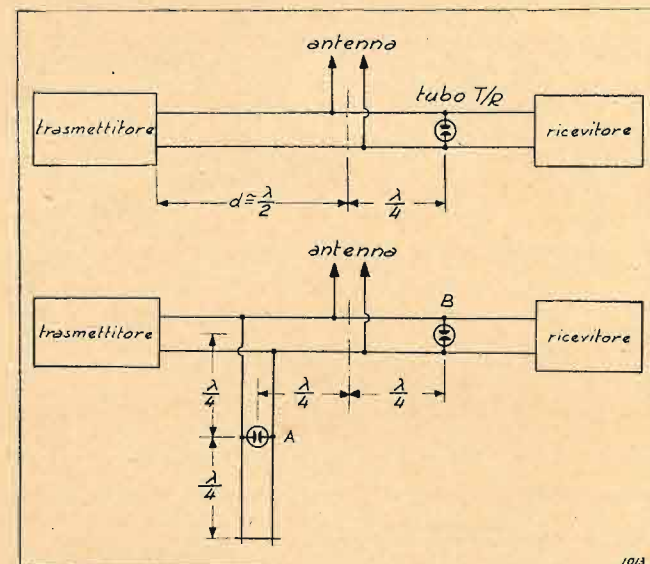 antenna
tubo T/R
trasmettitore
ricevitore
d ≅ λ/2
λ/4
antenna
B
trasmettitore
ricevitore
λ/4
λ/4
λ/4
A
λ/4
1013